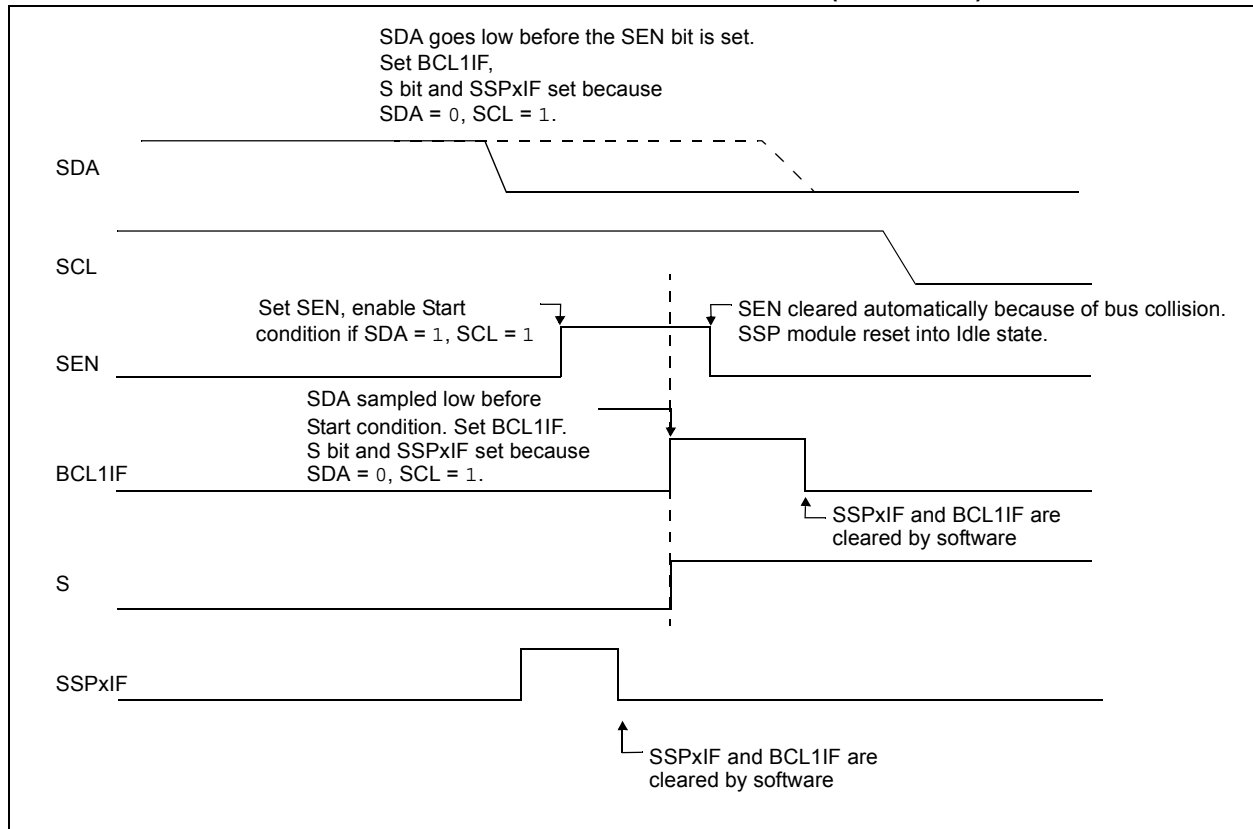 SDA goes low before the SEN bit is set.
Set BCL1IF,
S bit and SSPxIF set because
SDA = 0, SCL = 1.
SDA
SCL
Set SEN, enable Start
condition if SDA = 1, SCL = 1
SEN cleared automatically because of bus collision.
SSP module reset into Idle state.
SEN
SDA sampled low before
Start condition. Set BCL1IF.
S bit and SSPxIF set because
SDA = 0, SCL = 1.
BCL1IF
SSPxIF and BCL1IF are
cleared by software
S
SSPxIF
SSPxIF and BCL1IF are
cleared by software